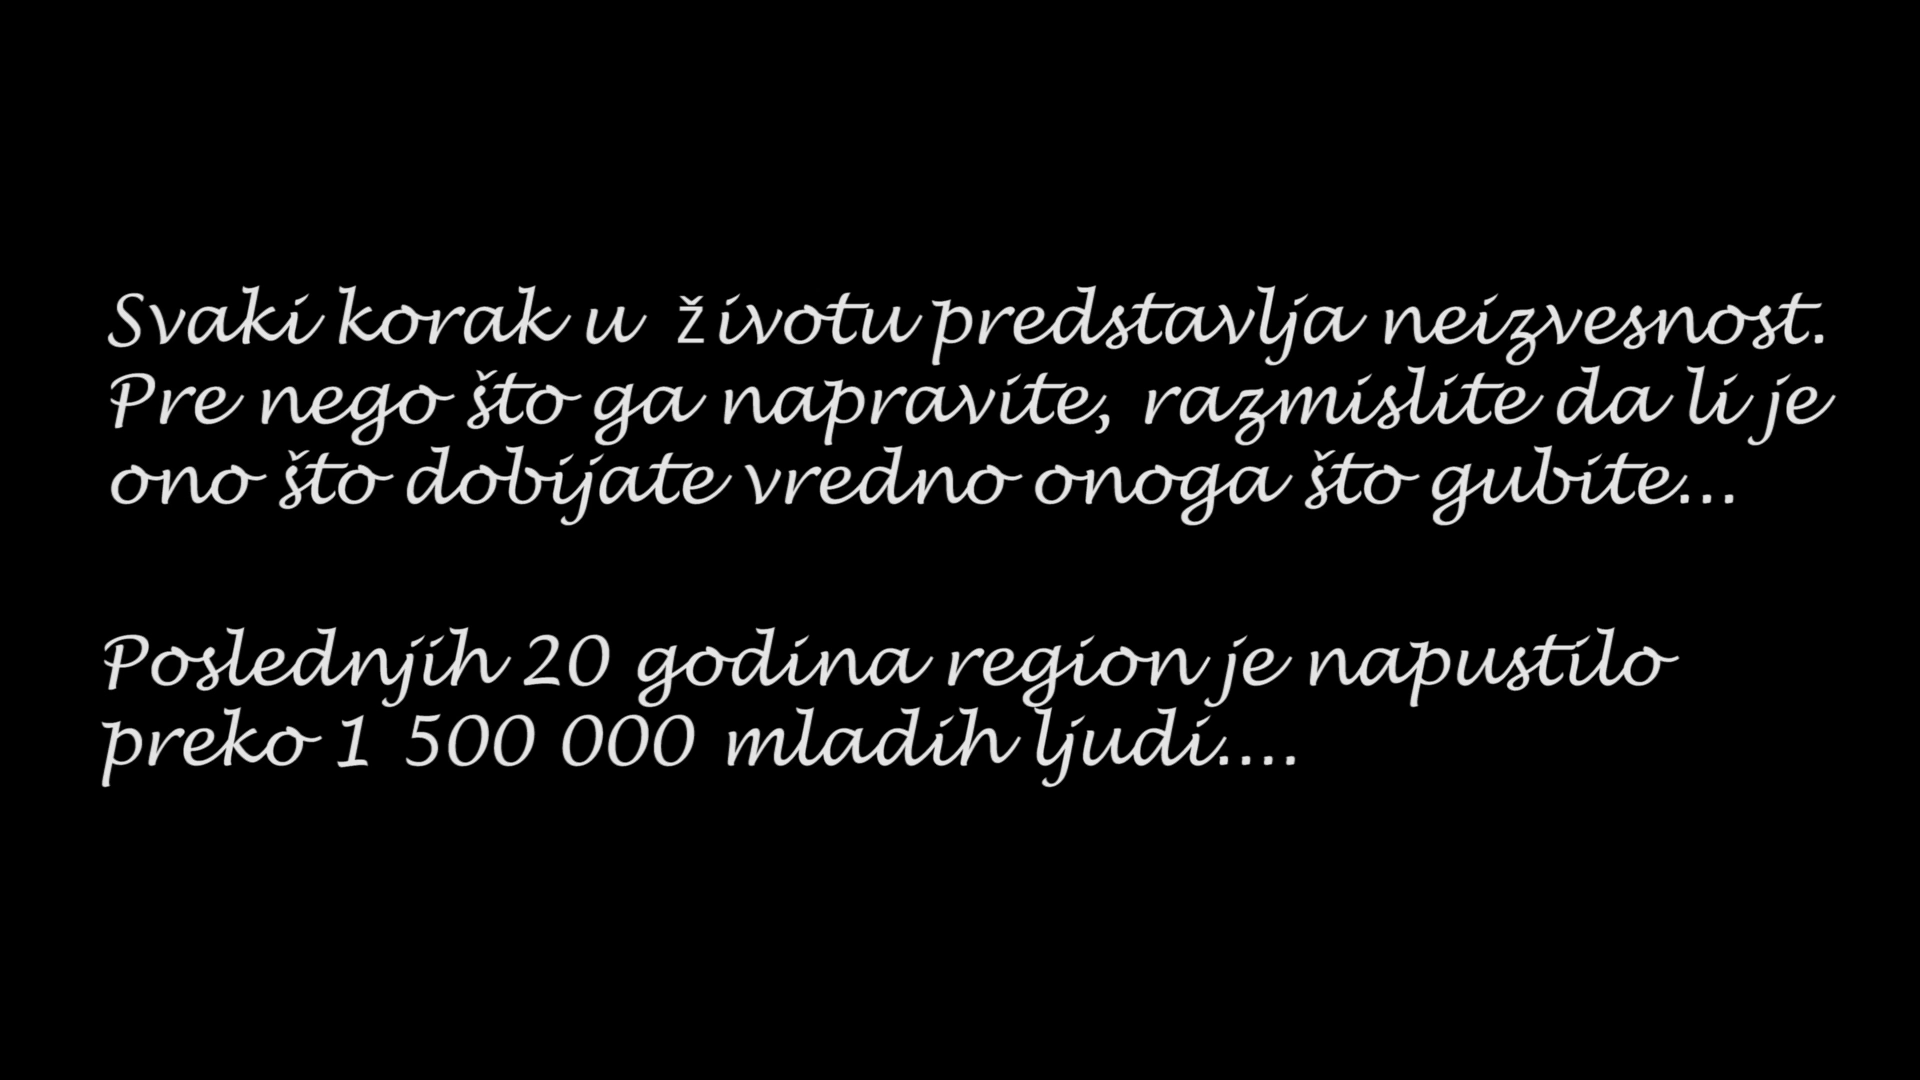 Svaki korak u životu predstavlja neizvesnost.
Pre nego što ga napravite, razmislite da li je
ono što dobijate vredno onoga što gubite...
Poslednjih 20 godina region je napustilo
preko 1 500 000 mladih ljudi....